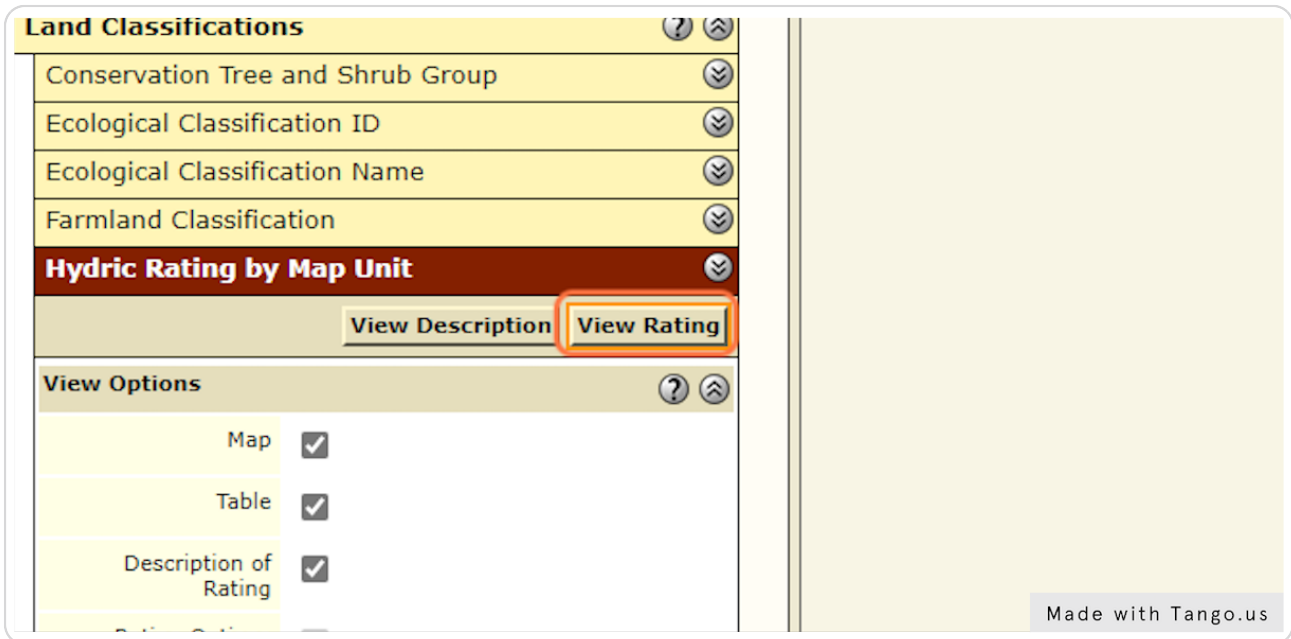 Land Classifications
Conservation Tree and Shrub Group
Ecological Classification ID
Ecological Classification Name
Farmland Classification
Hydric Rating by Map Unit
View Description View Rating
View Options
Map
Table
Description of
Rating
Made with Tango.us